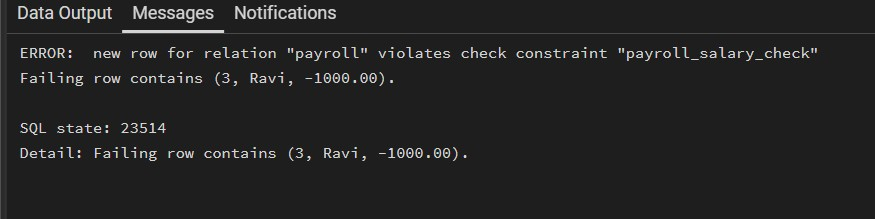 Data Output Messages Notifications
ERROR:  new row for relation "payroll" violates check constraint "payroll_salary_check"
Failing row contains (3, Ravi, -1000.00).
SQL state: 23514
Detail: Failing row contains (3, Ravi, -1000.00).